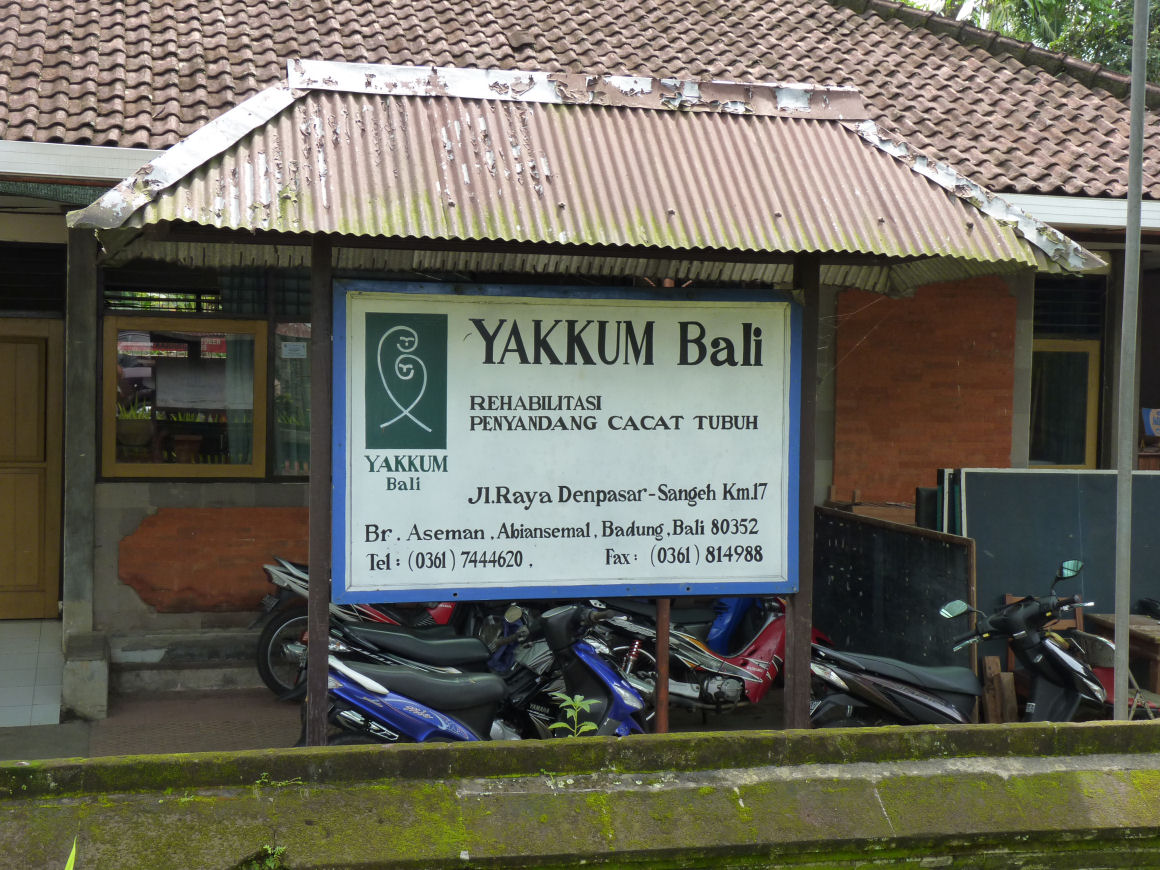 YAKKUM Bali
REHABILITASI
PENYANDANG CACAT TUBUH
YAKKUM
Bali
Jl.Raya Denpasar-Sangeh Km.17
Br. Aseman, Abiansemal, Badung, Bali 80352
Tel : (0361) 7444620 .
Fax : (0361) 814988
YAMAHA